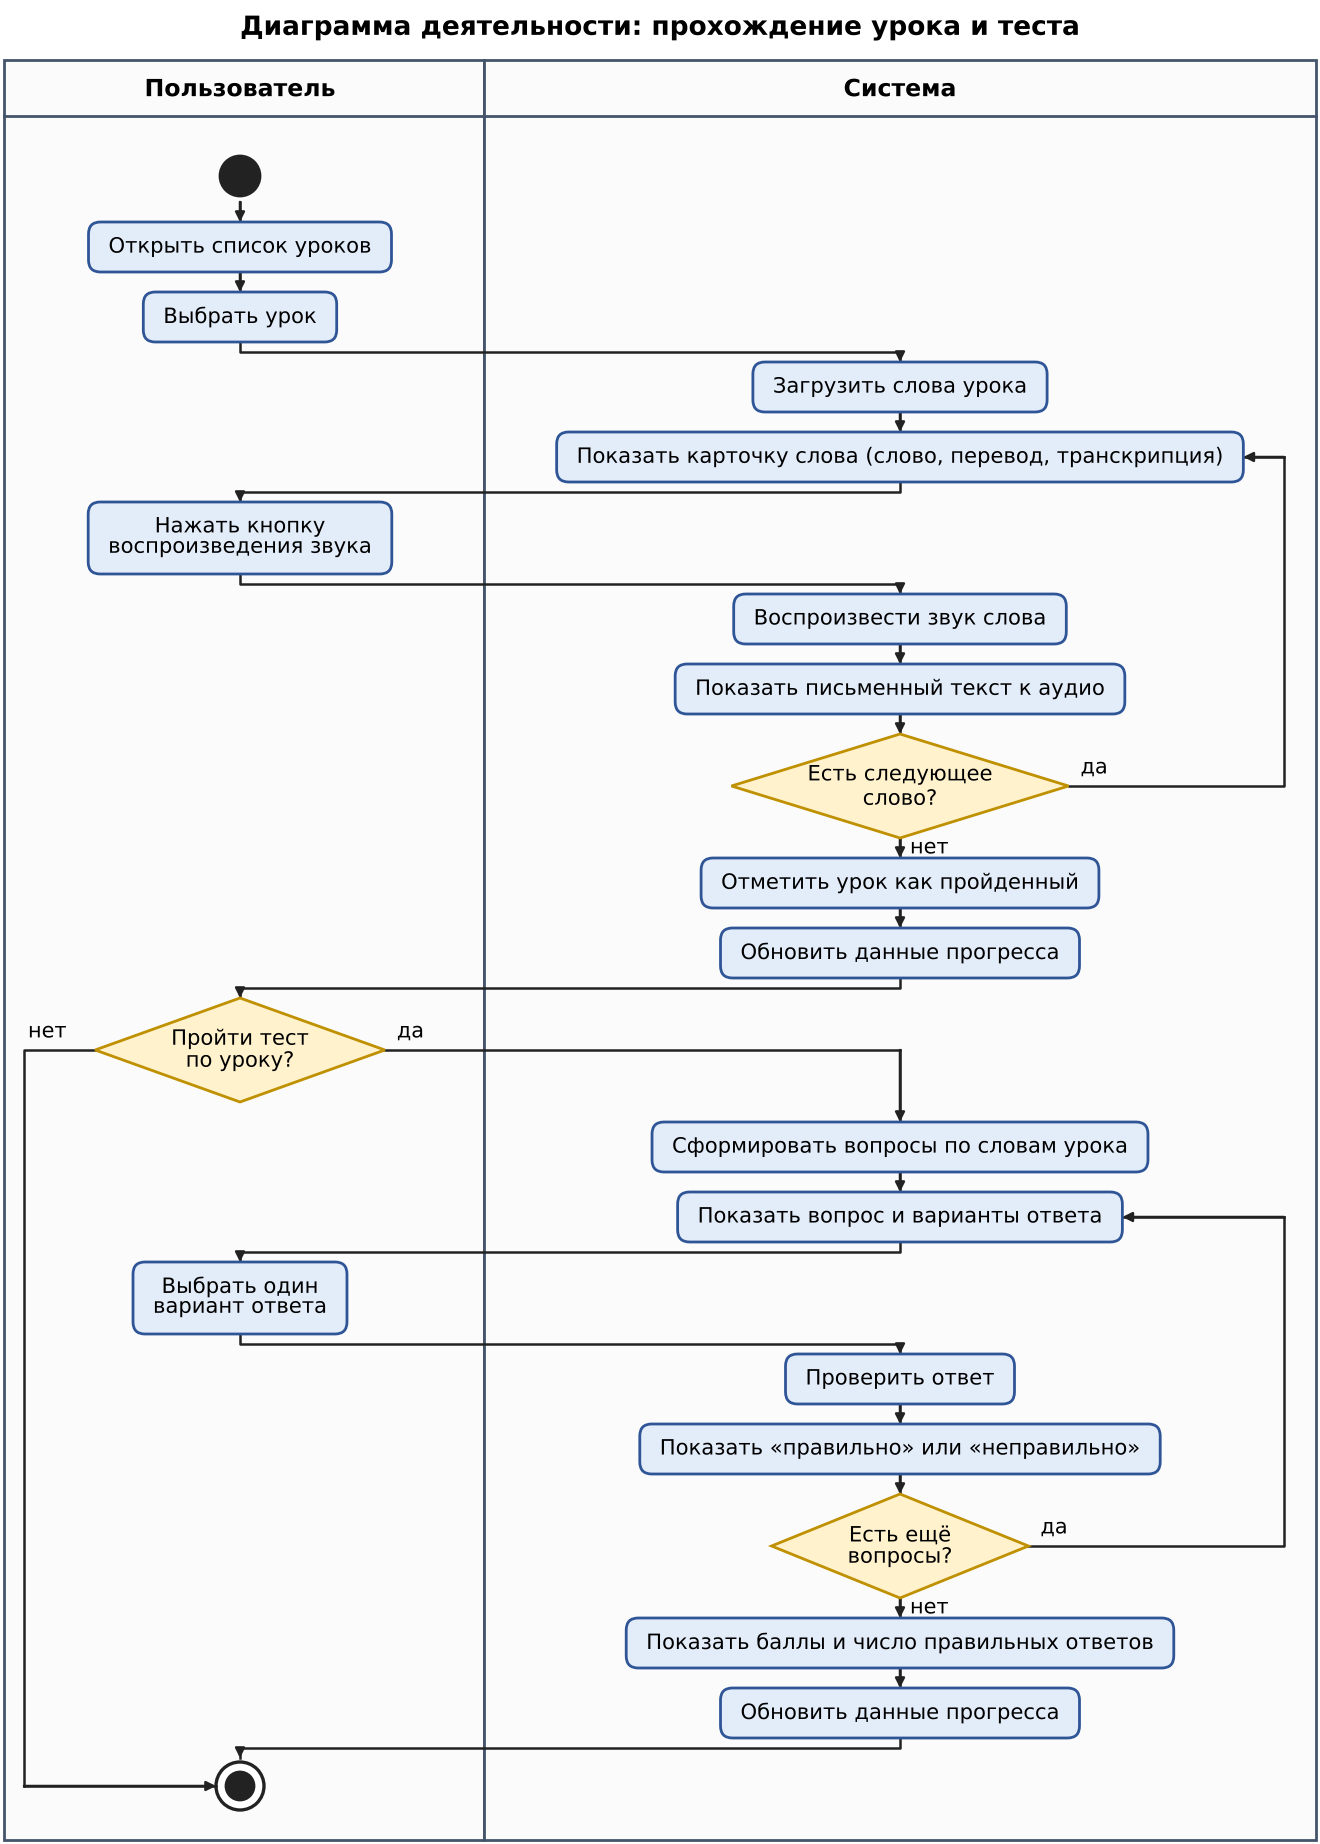 Диаграмма деятельности: прохождение урока и теста
Пользователь
Система
Открыть список уроков
Выбрать урок
Загрузить слова урока
Показать карточку слова (слово, перевод, транскрипция)
Нажать кнопку
воспроизведения звука
Воспроизвести звук слова
Показать письменный текст к аудио
Есть следующее
слово?
да
нет
Отметить урок как пройденный
Обновить данные прогресса
нет
Пройти тест
по уроку?
да
Сформировать вопросы по словам урока
Показать вопрос и варианты ответа
Выбрать один
вариант ответа
Проверить ответ
Показать «правильно» или «неправильно»
Есть ещё
вопросы?
да
нет
Показать баллы и число правильных ответов
Обновить данные прогресса